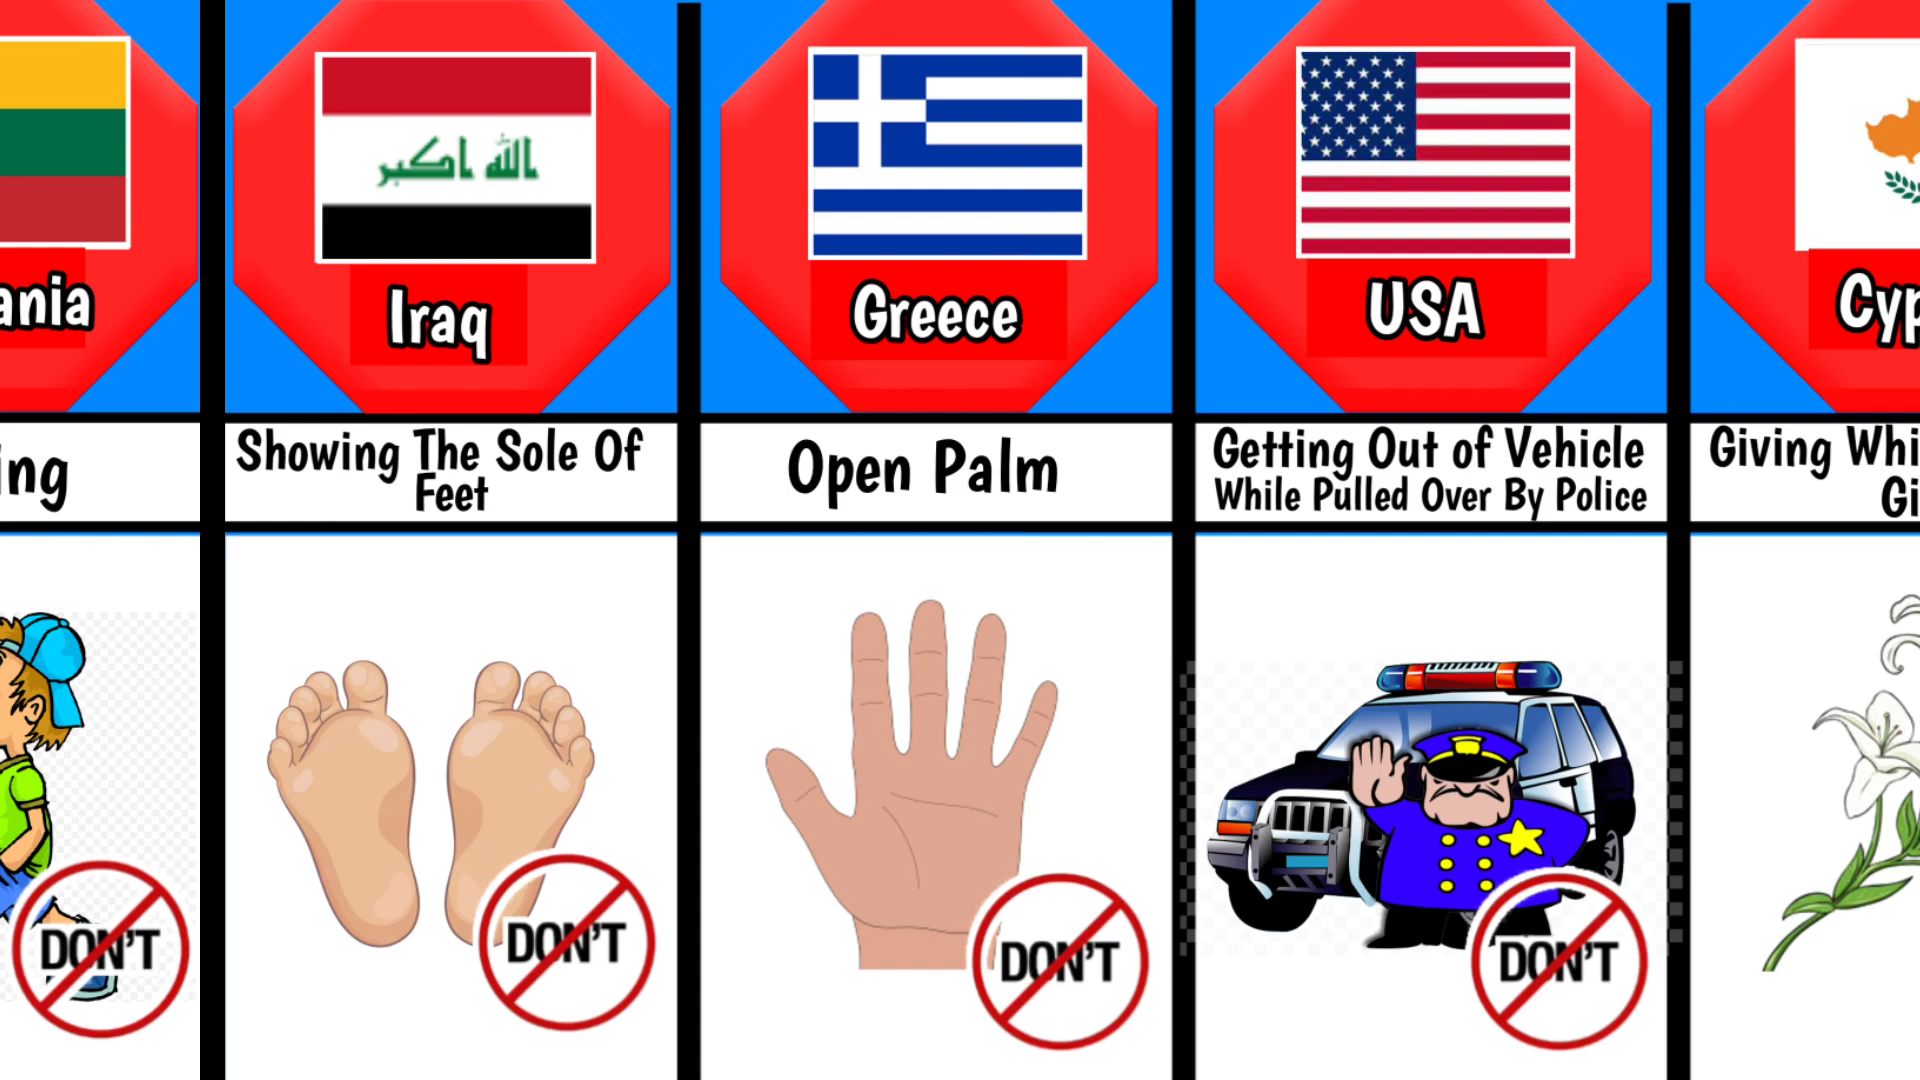 ania
ing
DON'T
الله اكبر
Iraq
Showing The Sole Of
Feet
DON'T
Greece
Open Palm
DON'T
USA
Getting Out of Vehicle
While Pulled Over By Police
DON'T
Cyp
Giving Whi
Gi